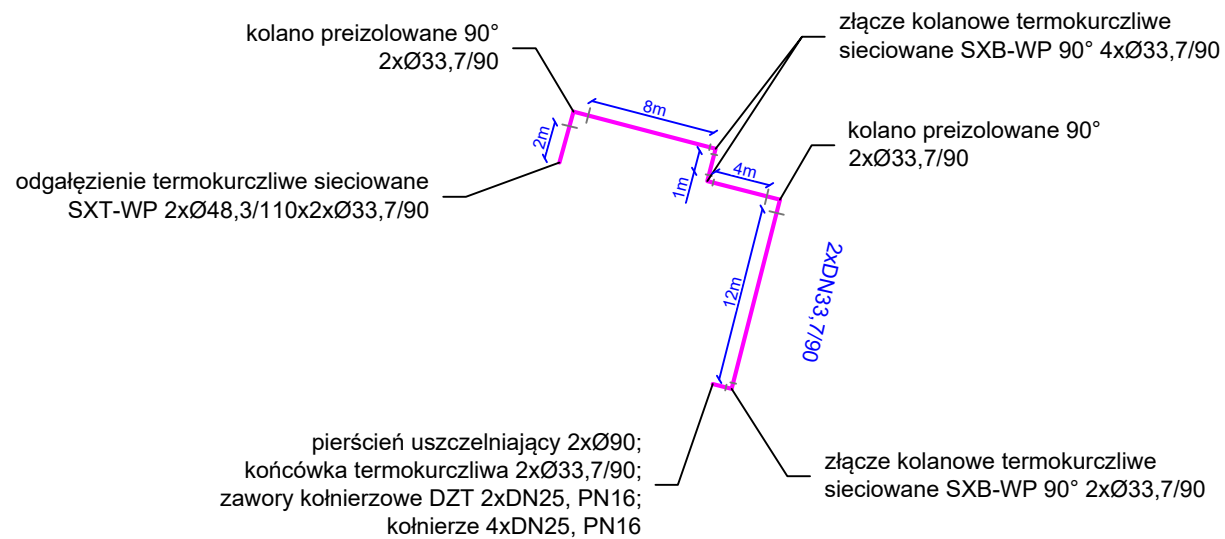 kolano preizolowane 90°
2xØ33,7/90
złącze kolanowe termokurczliwe
sieciowane SXB-WP 90° 4xØ33,7/90
8m
2m
kolano preizolowane 90°
2xØ33,7/90
1m
4m
odgałęzienie termokurczliwe sieciowane
SXT-WP 2xØ48,3/110x2xØ33,7/90
12m
2xDN33,7/90
pierścień uszczelniający 2xØ90;
końcówka termokurczliwa 2xØ33,7/90;
zawory kołnierzowe DZT 2xDN25, PN16;
kołnierze 4xDN25, PN16
złącze kolanowe termokurczliwe
sieciowane SXB-WP 90° 2xØ33,7/90